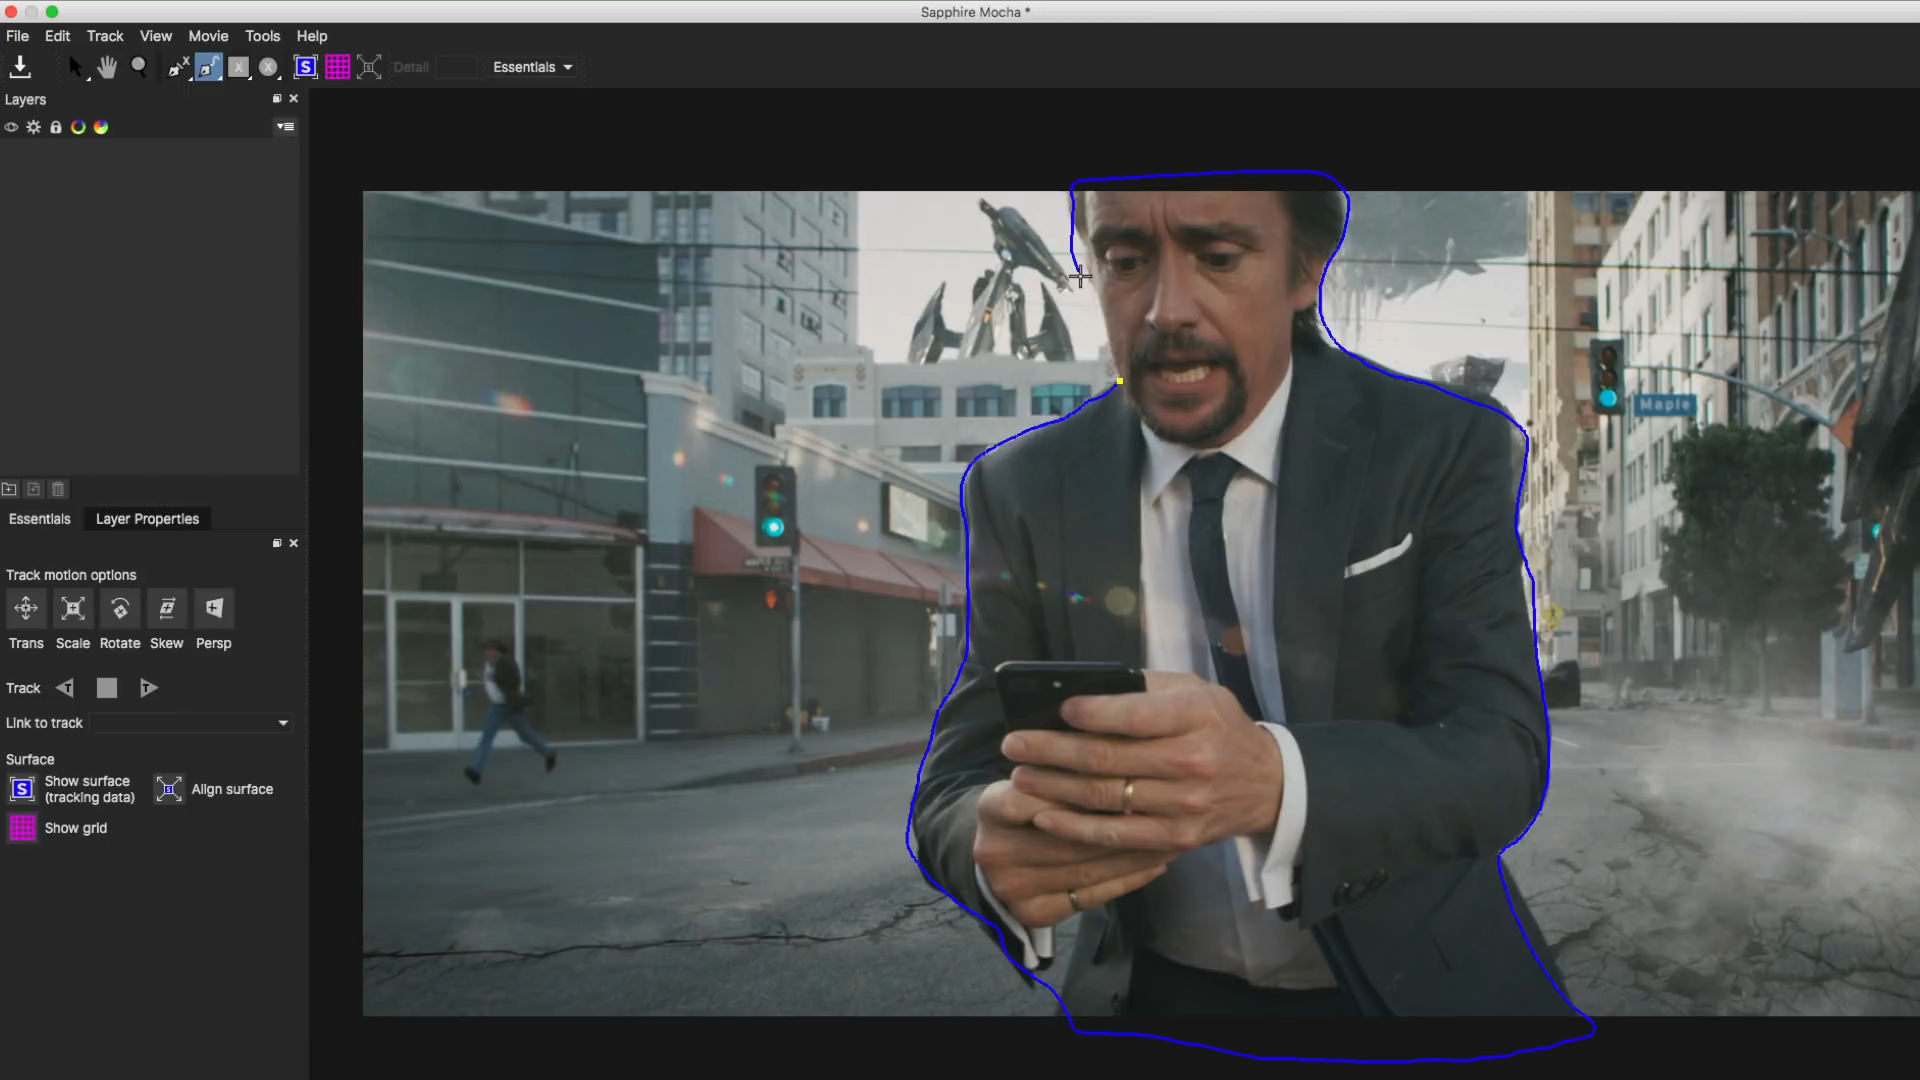 Sapphire Mocha *
File Edit Track View Movie Tools Help
Detail Essentials
Layers
Essentials Layer Properties
Track motion options
Trans Scale Rotate Skew Persp
Track
Link to track
Surface
Show surface
(tracking data)
Align surface
Show grid
Maple